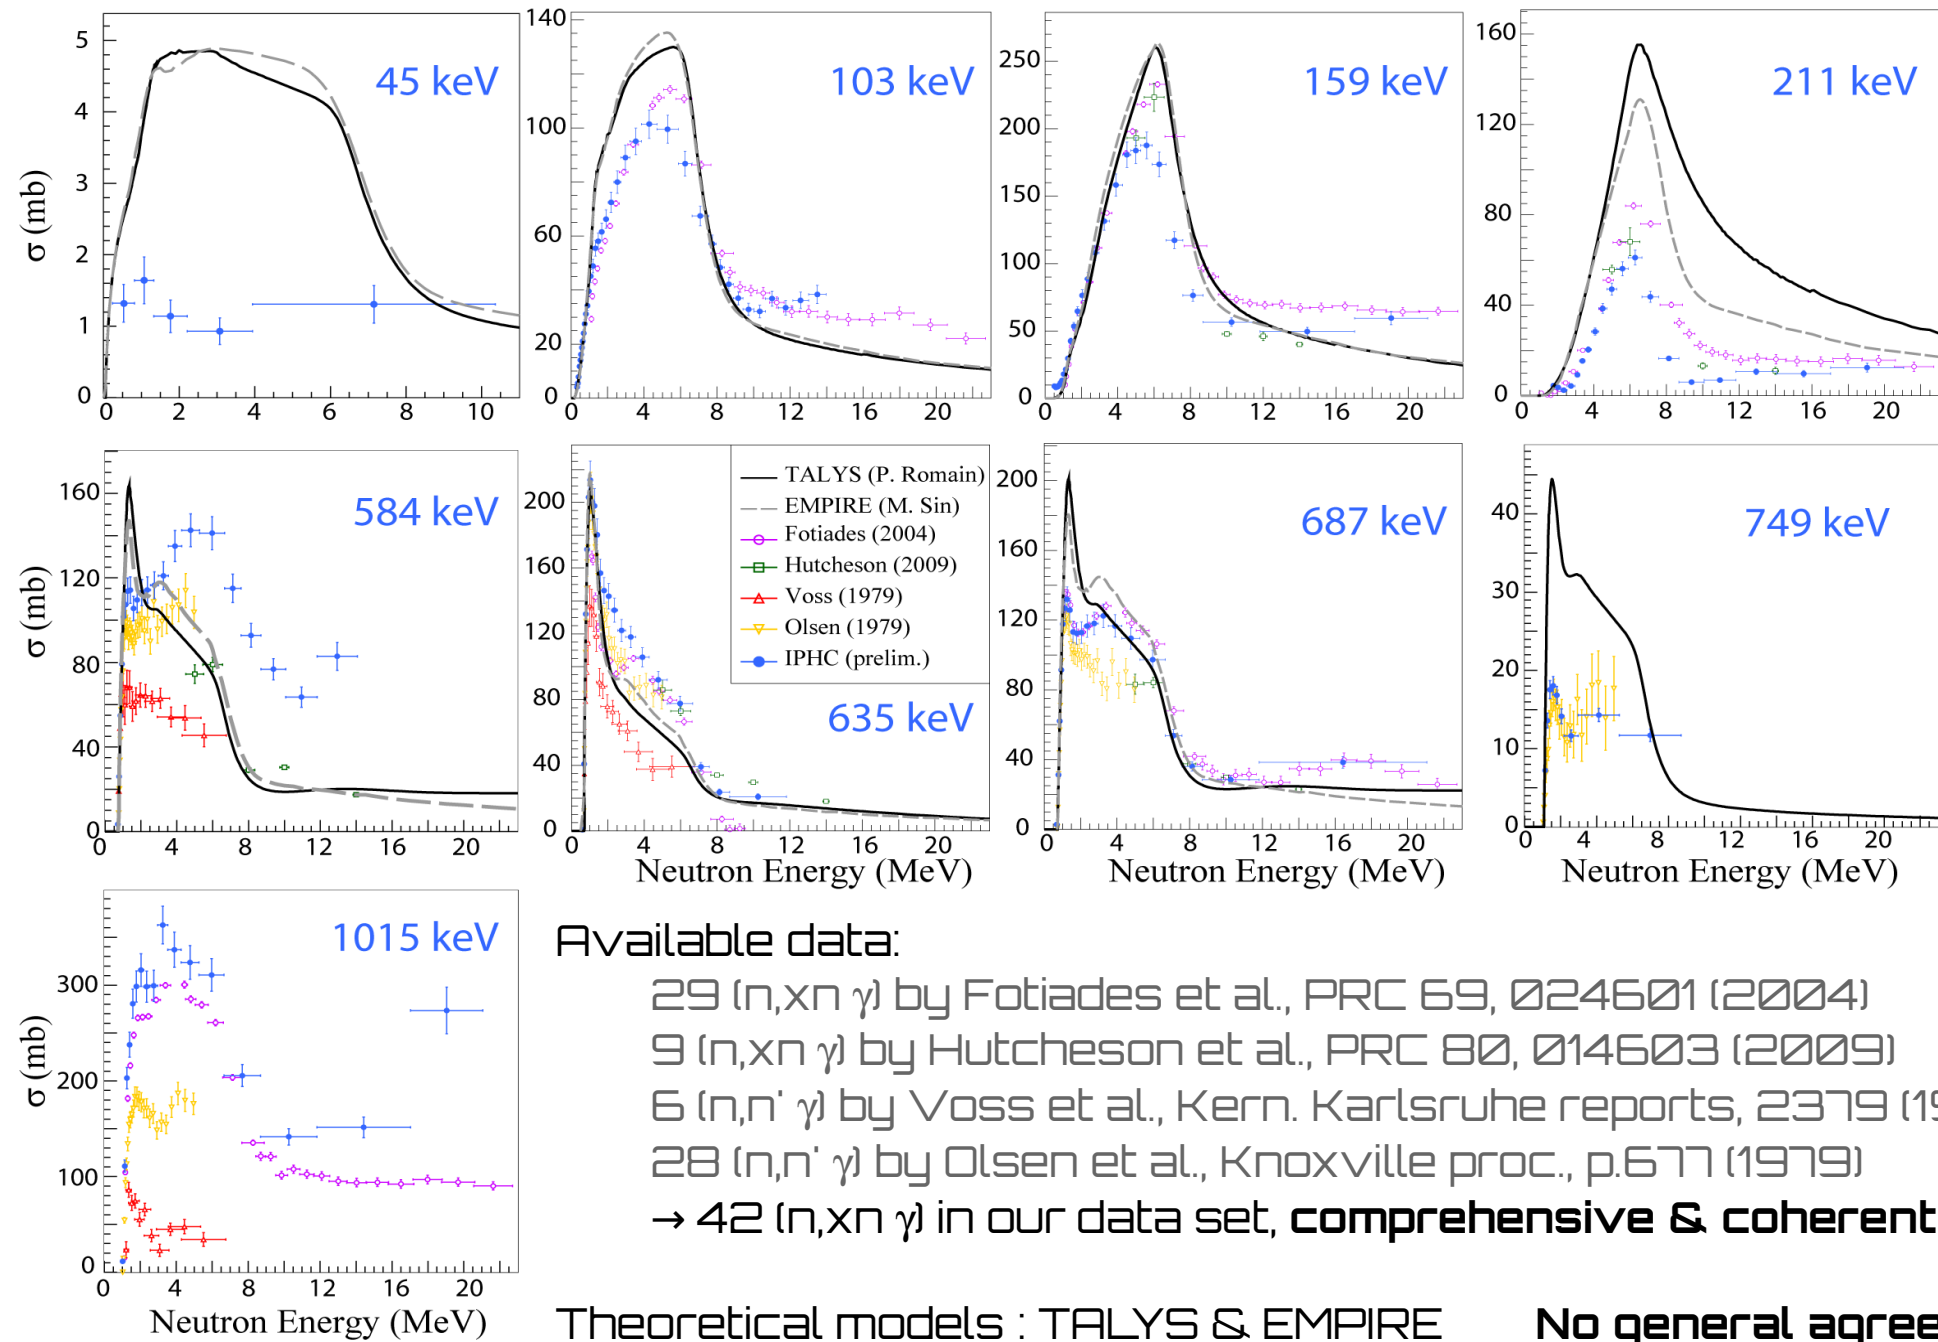 45 keV
5
4
3
2
1
0
σ (mb)
0 2 4 6 8 10
103 keV
140
100
60
20
0
0 4 8 12 16 20
159 keV
250
200
150
100
50
0
0 4 8 12 16 20
211 keV
160
120
80
40
0
0 4 8 12 16 20
584 keV
160
120
80
40
0
σ (mb)
0 4 8 12 16 20
635 keV
200
160
120
80
40
0
0 4 8 12 16 20
Neutron Energy (MeV)
TALYS (P. Romain)
EMPIRE (M. Sin)
Fotiades (2004)
Hutcheson (2009)
Voss (1979)
Olsen (1979)
IPHC (prelim.)
687 keV
200
160
120
80
40
0
0 4 8 12 16 20
Neutron Energy (MeV)
749 keV
40
30
20
10
0
0 4 8 12 16 20
Neutron Energy (MeV)
1015 keV
300
200
100
0
σ (mb)
0 4 8 12 16 20
Neutron Energy (MeV)
Available data:
29 (n,xn γ) by Fotiades et al., PRC 69, 024601 (2004)
9 (n,xn γ) by Hutcheson et al., PRC 80, 014603 (2009)
6 (n,n' γ) by Voss et al., Kern. Karlsruhe reports, 2379 (19
28 (n,n' γ) by Olsen et al., Knoxville proc., p.677 (1979)
→ 42 (n,xn γ) in our data set, comprehensive & coherent
Theoretical models : TALYS & EMPIRE No general agree